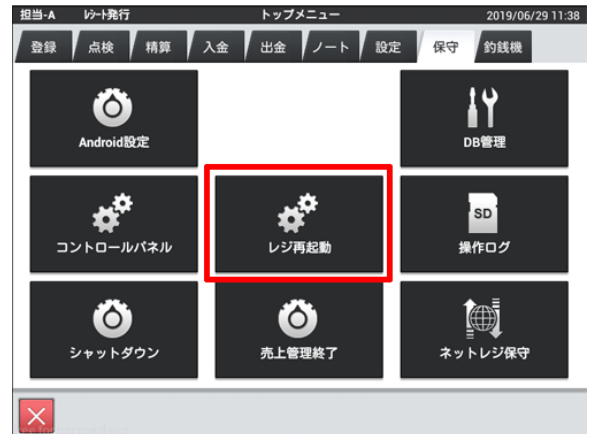 担当-A ﾚｼｰﾄ発行 トップメニュー 2019/06/29 11:38
登録 点検 精算 入金 出金 ノート 設定 保守 釣銭機
Android設定
DB管理
コントロールパネル
レジ再起動
SD
操作ログ
シャットダウン
売上管理終了
ネットレジ保守